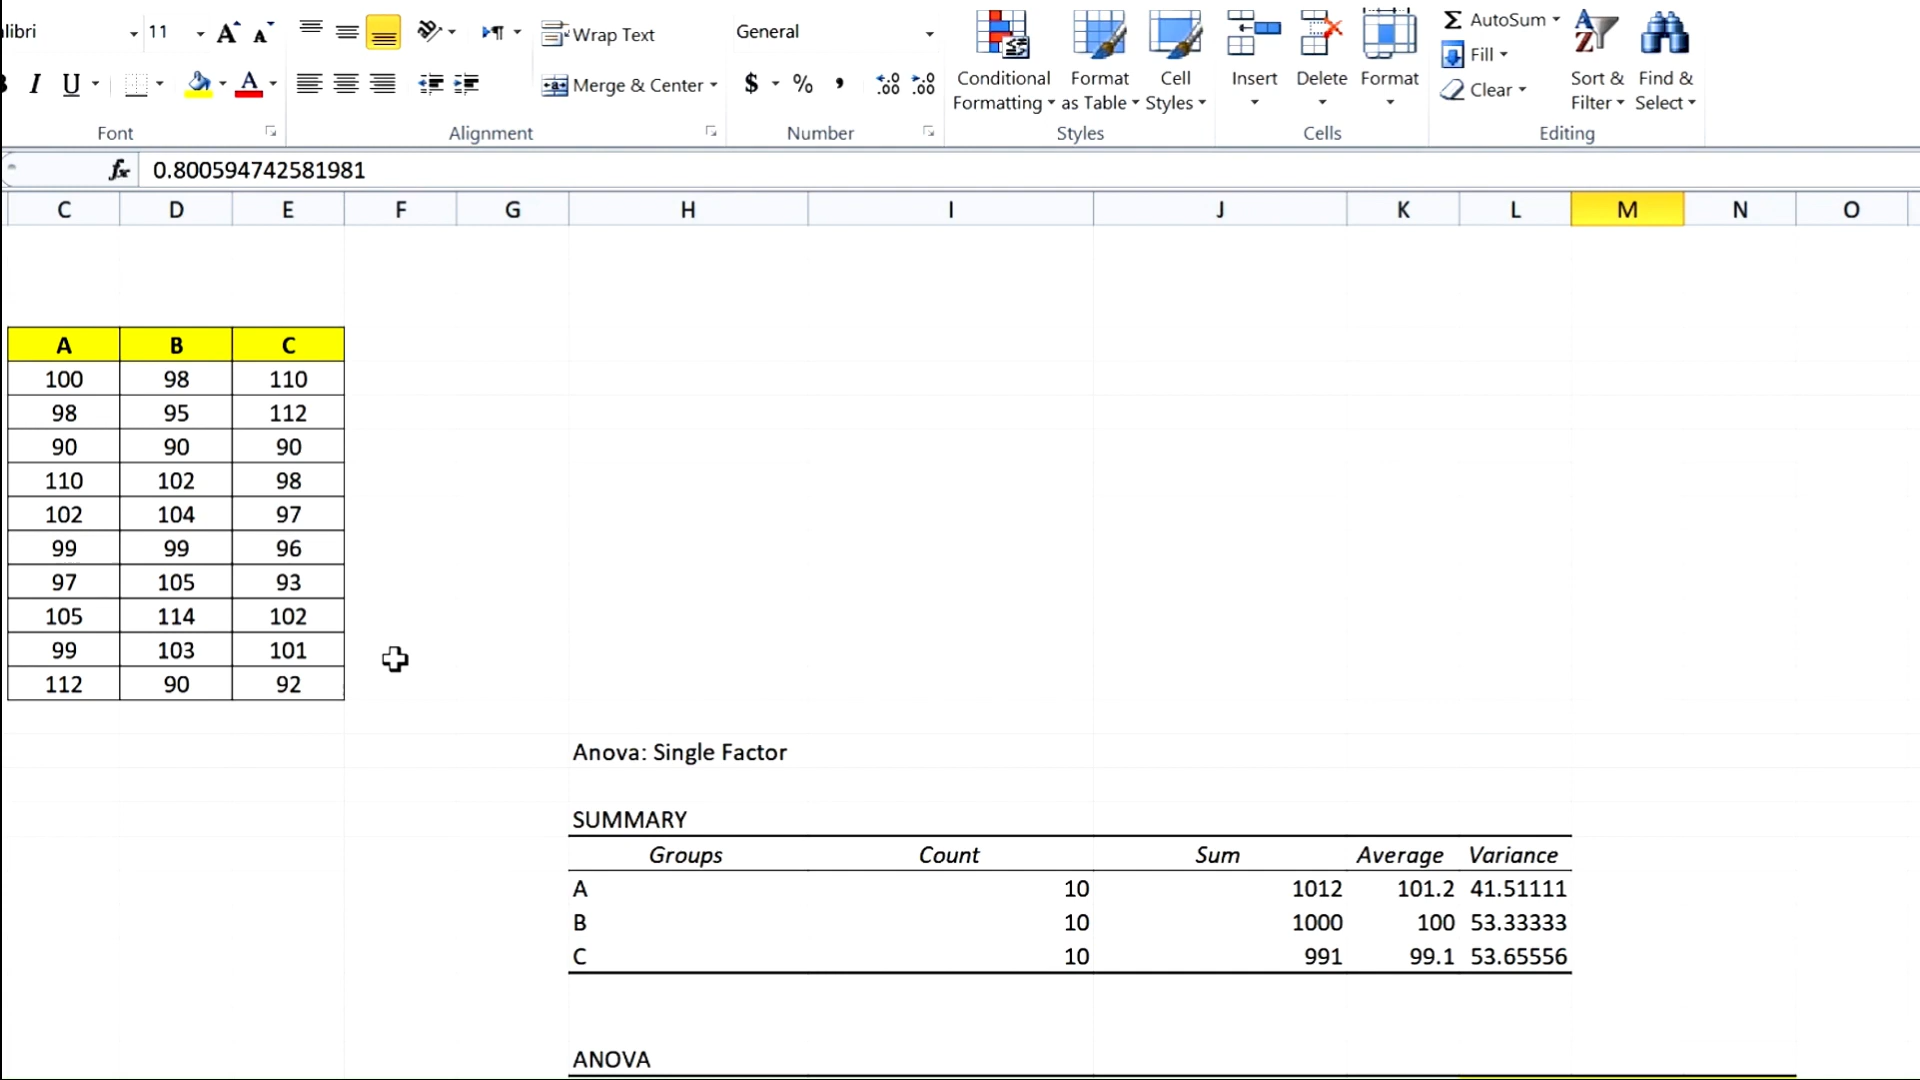 libri 11 A A Wrap Text General AutoSum
Fill
Conditional Formatting Format as Table Cell Styles Insert Delete Format Sort & Filter Find & Select
I U A Merge & Center $ % , .00 .00 Clear
Font Alignment Number Styles Cells Editing
fx 0.800594742581981
C D E F G H I J K L M N O
A B C
100 98 110
98 95 112
90 90 90
110 102 98
102 104 97
99 99 96
97 105 93
105 114 102
99 103 101
112 90 92
Anova: Single Factor
SUMMARY
Groups Count Sum Average Variance
A 10 1012 101.2 41.51111
B 10 1000 100 53.33333
C 10 991 99.1 53.65556
ANOVA